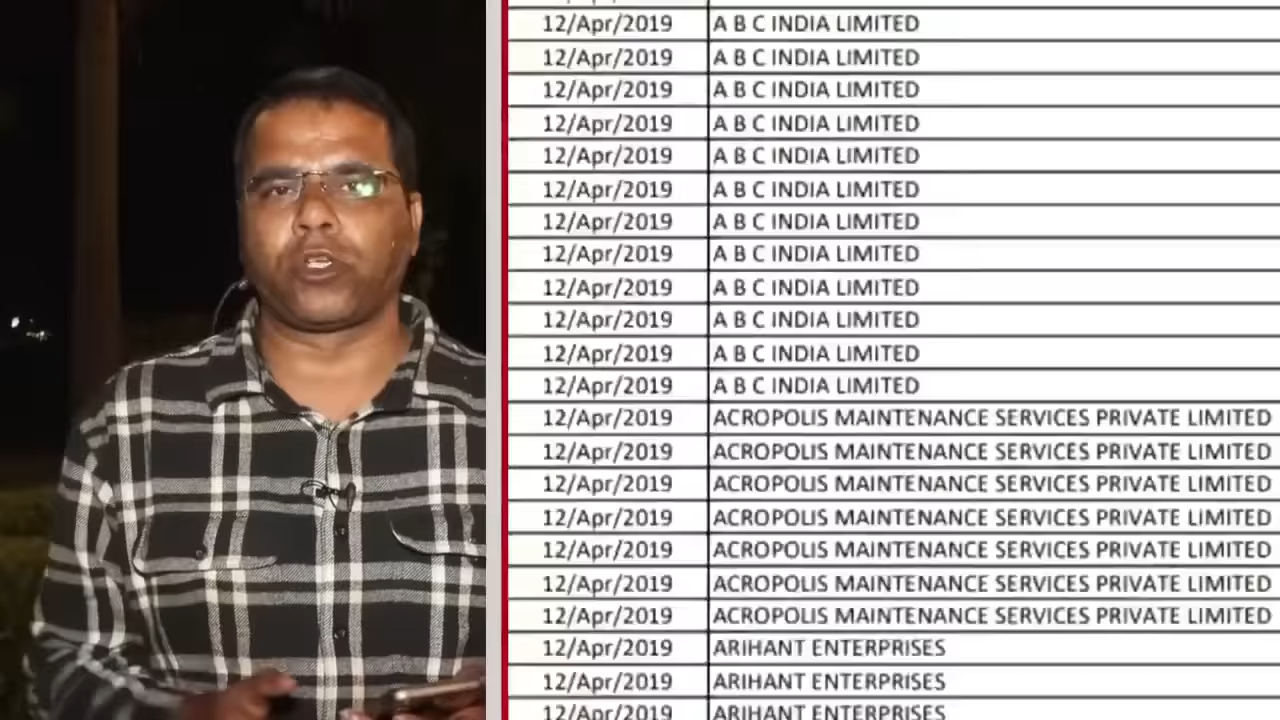 12/Apr/2019 A B C INDIA LIMITED
12/Apr/2019 A B C INDIA LIMITED
12/Apr/2019 A B C INDIA LIMITED
12/Apr/2019 A B C INDIA LIMITED
12/Apr/2019 A B C INDIA LIMITED
12/Apr/2019 A B C INDIA LIMITED
12/Apr/2019 A B C INDIA LIMITED
12/Apr/2019 A B C INDIA LIMITED
12/Apr/2019 A B C INDIA LIMITED
12/Apr/2019 A B C INDIA LIMITED
12/Apr/2019 A B C INDIA LIMITED
12/Apr/2019 A B C INDIA LIMITED
12/Apr/2019 ACROPOLIS MAINTENANCE SERVICES PRIVATE LIMITED
12/Apr/2019 ACROPOLIS MAINTENANCE SERVICES PRIVATE LIMITED
12/Apr/2019 ACROPOLIS MAINTENANCE SERVICES PRIVATE LIMITED
12/Apr/2019 ACROPOLIS MAINTENANCE SERVICES PRIVATE LIMITED
12/Apr/2019 ACROPOLIS MAINTENANCE SERVICES PRIVATE LIMITED
12/Apr/2019 ACROPOLIS MAINTENANCE SERVICES PRIVATE LIMITED
12/Apr/2019 ACROPOLIS MAINTENANCE SERVICES PRIVATE LIMITED
12/Apr/2019 ARIHANT ENTERPRISES
12/Apr/2019 ARIHANT ENTERPRISES
12/Apr/2019 ARIHANT ENTERPRISES